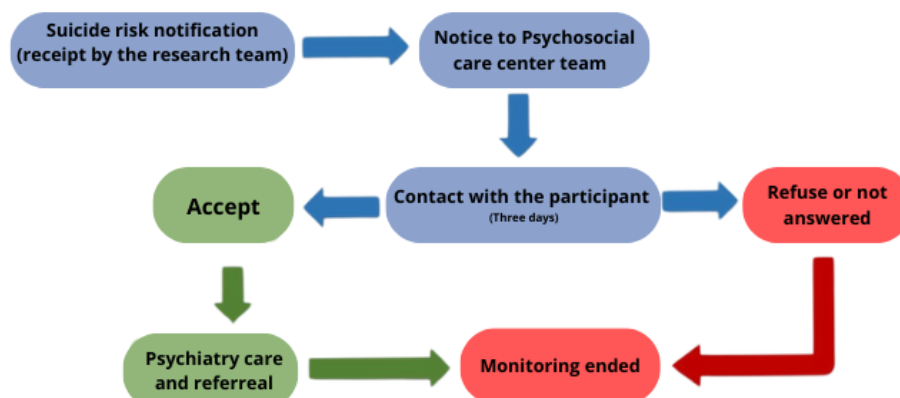 Suicide risk notification
(receipt by the research team)
Notice to Psychosocial
care center team
Accept
Contact with the participant
(Three days)
Refuse or not
answered
Psychiatry care
and referreal
Monitoring ended